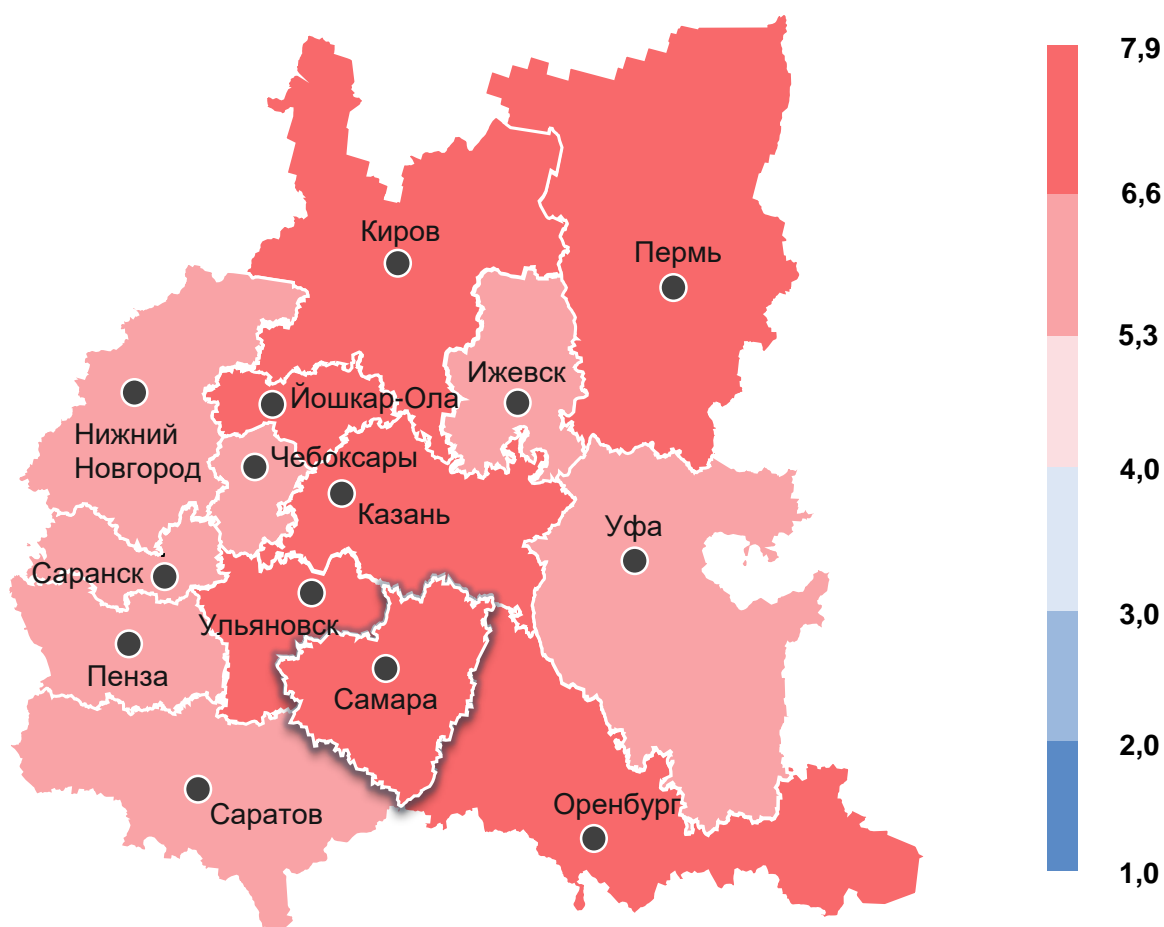 7,9
6,6
Киров
Пермь
5,3
Ижевск
Йошкар-Ола
Нижний
Новгород
Чебоксары
4,0
Казань
Уфа
Саранск
3,0
Ульяновск
Пенза
Самара
2,0
Оренбург
Саратов
1,0